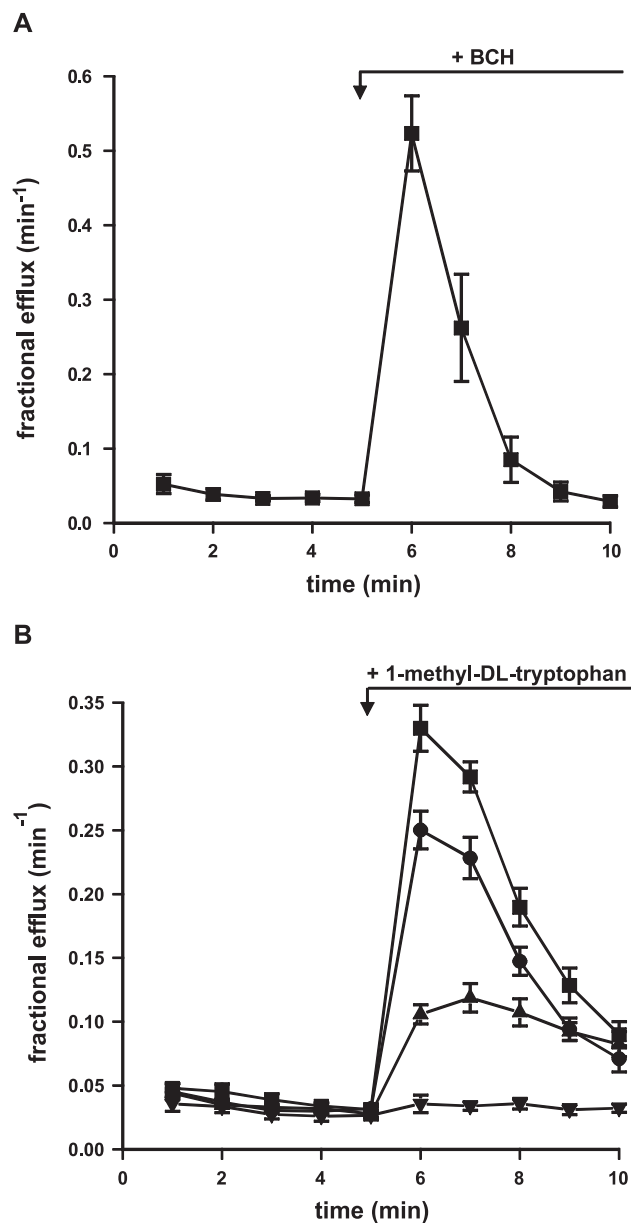 A
+ BCH
0.6
0.5
0.4
0.3
0.2
0.1
0.0
fractional efflux (min-1)
0 2 4 6 8 10
time (min)
B
+ 1-methyl-DL-tryptophan
0.35
0.30
0.25
0.20
0.15
0.10
0.05
0.00
fractional efflux (min-1)
0 2 4 6 8 10
time (min)